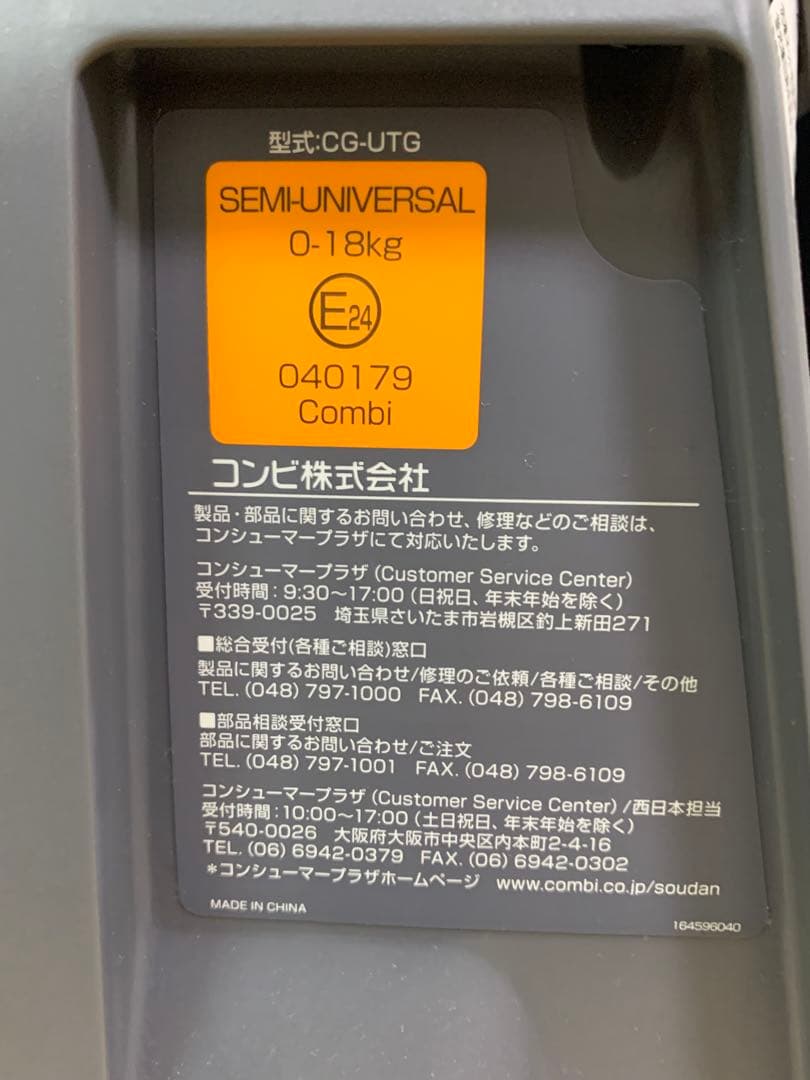 型式:CG-UTG
SEMI-UNIVERSAL
0-18kg
E24
040179
Combi
コンビ株式会社
製品・部品に関するお問い合わせ、修理などのご相談は、
コンシューマープラザにて対応いたします。
コンシューマープラザ(Customer Service Center)
受付時間:9:30～17:00(日祝日、年末年始を除く)
〒339-0025 埼玉県さいたま市岩槻区釣上新田271
■総合受付(各種ご相談)窓口
製品に関するお問い合わせ/修理のご依頼/各種ご相談/その他
TEL.(048)797-1000 FAX.(048)798-6109
■部品相談受付窓口
部品に関するお問い合わせ/ご注文
TEL.(048)797-1001 FAX.(048)798-6109
コンシューマープラザ(Customer Service Center)/西日本担当
受付時間:10:00～17:00(土日祝日、年末年始を除く)
〒540-0026 大阪府大阪市中央区内本町2-4-16
TEL.(06)6942-0379 FAX.(06)6942-0302
*コンシューマープラザホームページ www.combi.co.jp/soudan
MADE IN CHINA
164596040